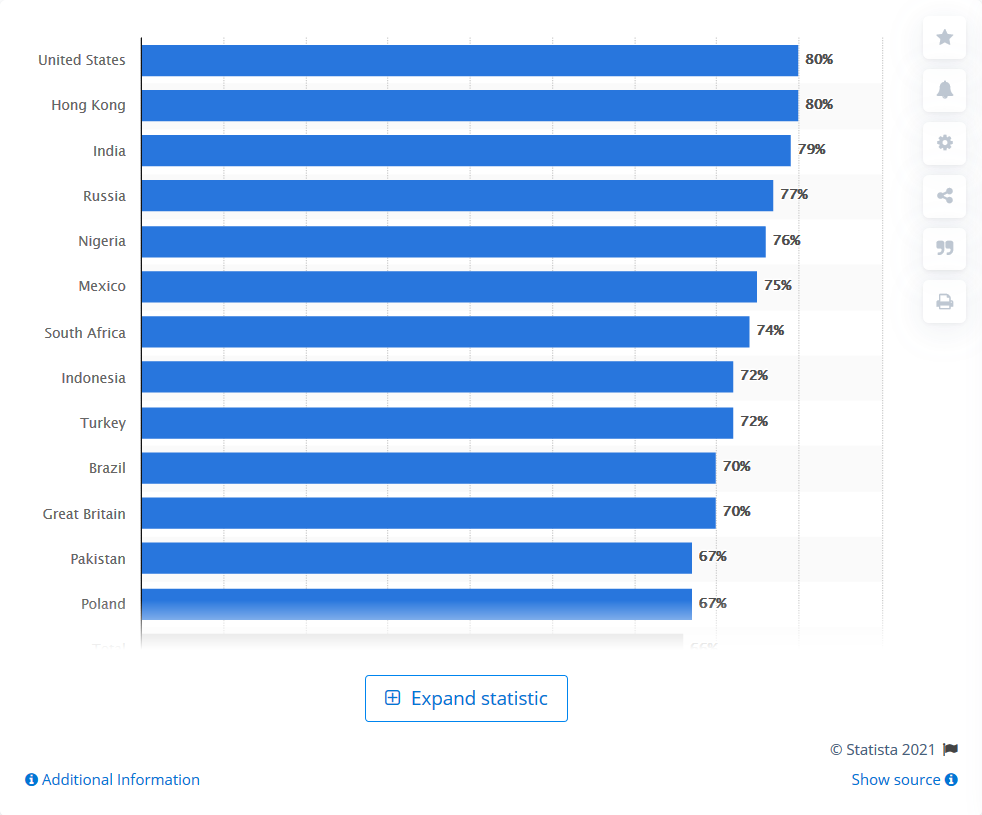 United States 80%
Hong Kong 80%
India 79%
Russia 77%
Nigeria 76%
Mexico 75%
South Africa 74%
Indonesia 72%
Turkey 72%
Brazil 70%
Great Britain 70%
Pakistan 67%
Poland 67%
Total 66%
Expand statistic
© Statista 2021
Additional Information
Show source